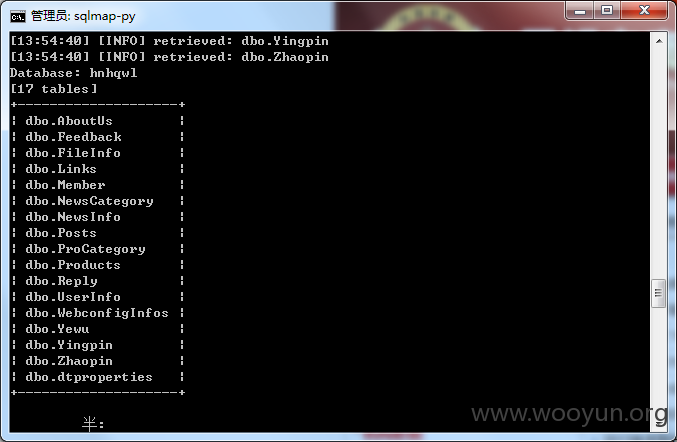 管理员: sqlmap-py
[13:54:40] [INFO] retrieved: dbo.Yingpin
[13:54:40] [INFO] retrieved: dbo.Zhaopin
Database: hnhqwl
[17 tables]
+--------------------+
| dbo.AboutUs        |
| dbo.Feedback       |
| dbo.FileInfo       |
| dbo.Links          |
| dbo.Member         |
| dbo.NewsCategory   |
| dbo.NewsInfo       |
| dbo.Posts          |
| dbo.ProCategory    |
| dbo.Products       |
| dbo.Reply          |
| dbo.UserInfo       |
| dbo.WebconfigInfos |
| dbo.Yewu           |
| dbo.Yingpin        |
| dbo.Zhaopin        |
| dbo.dtproperties   |
+--------------------+
www.wooyun.org
半: